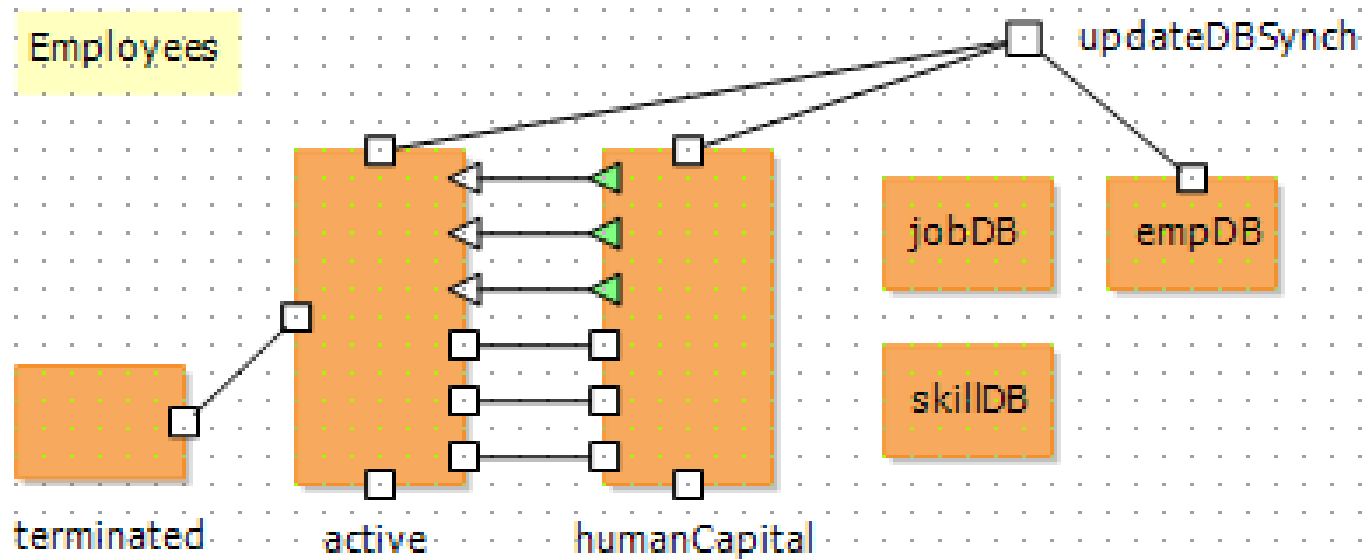 Employees
updateDBSynch
jobDB
empDB
skillDB
terminated
active
humanCapital